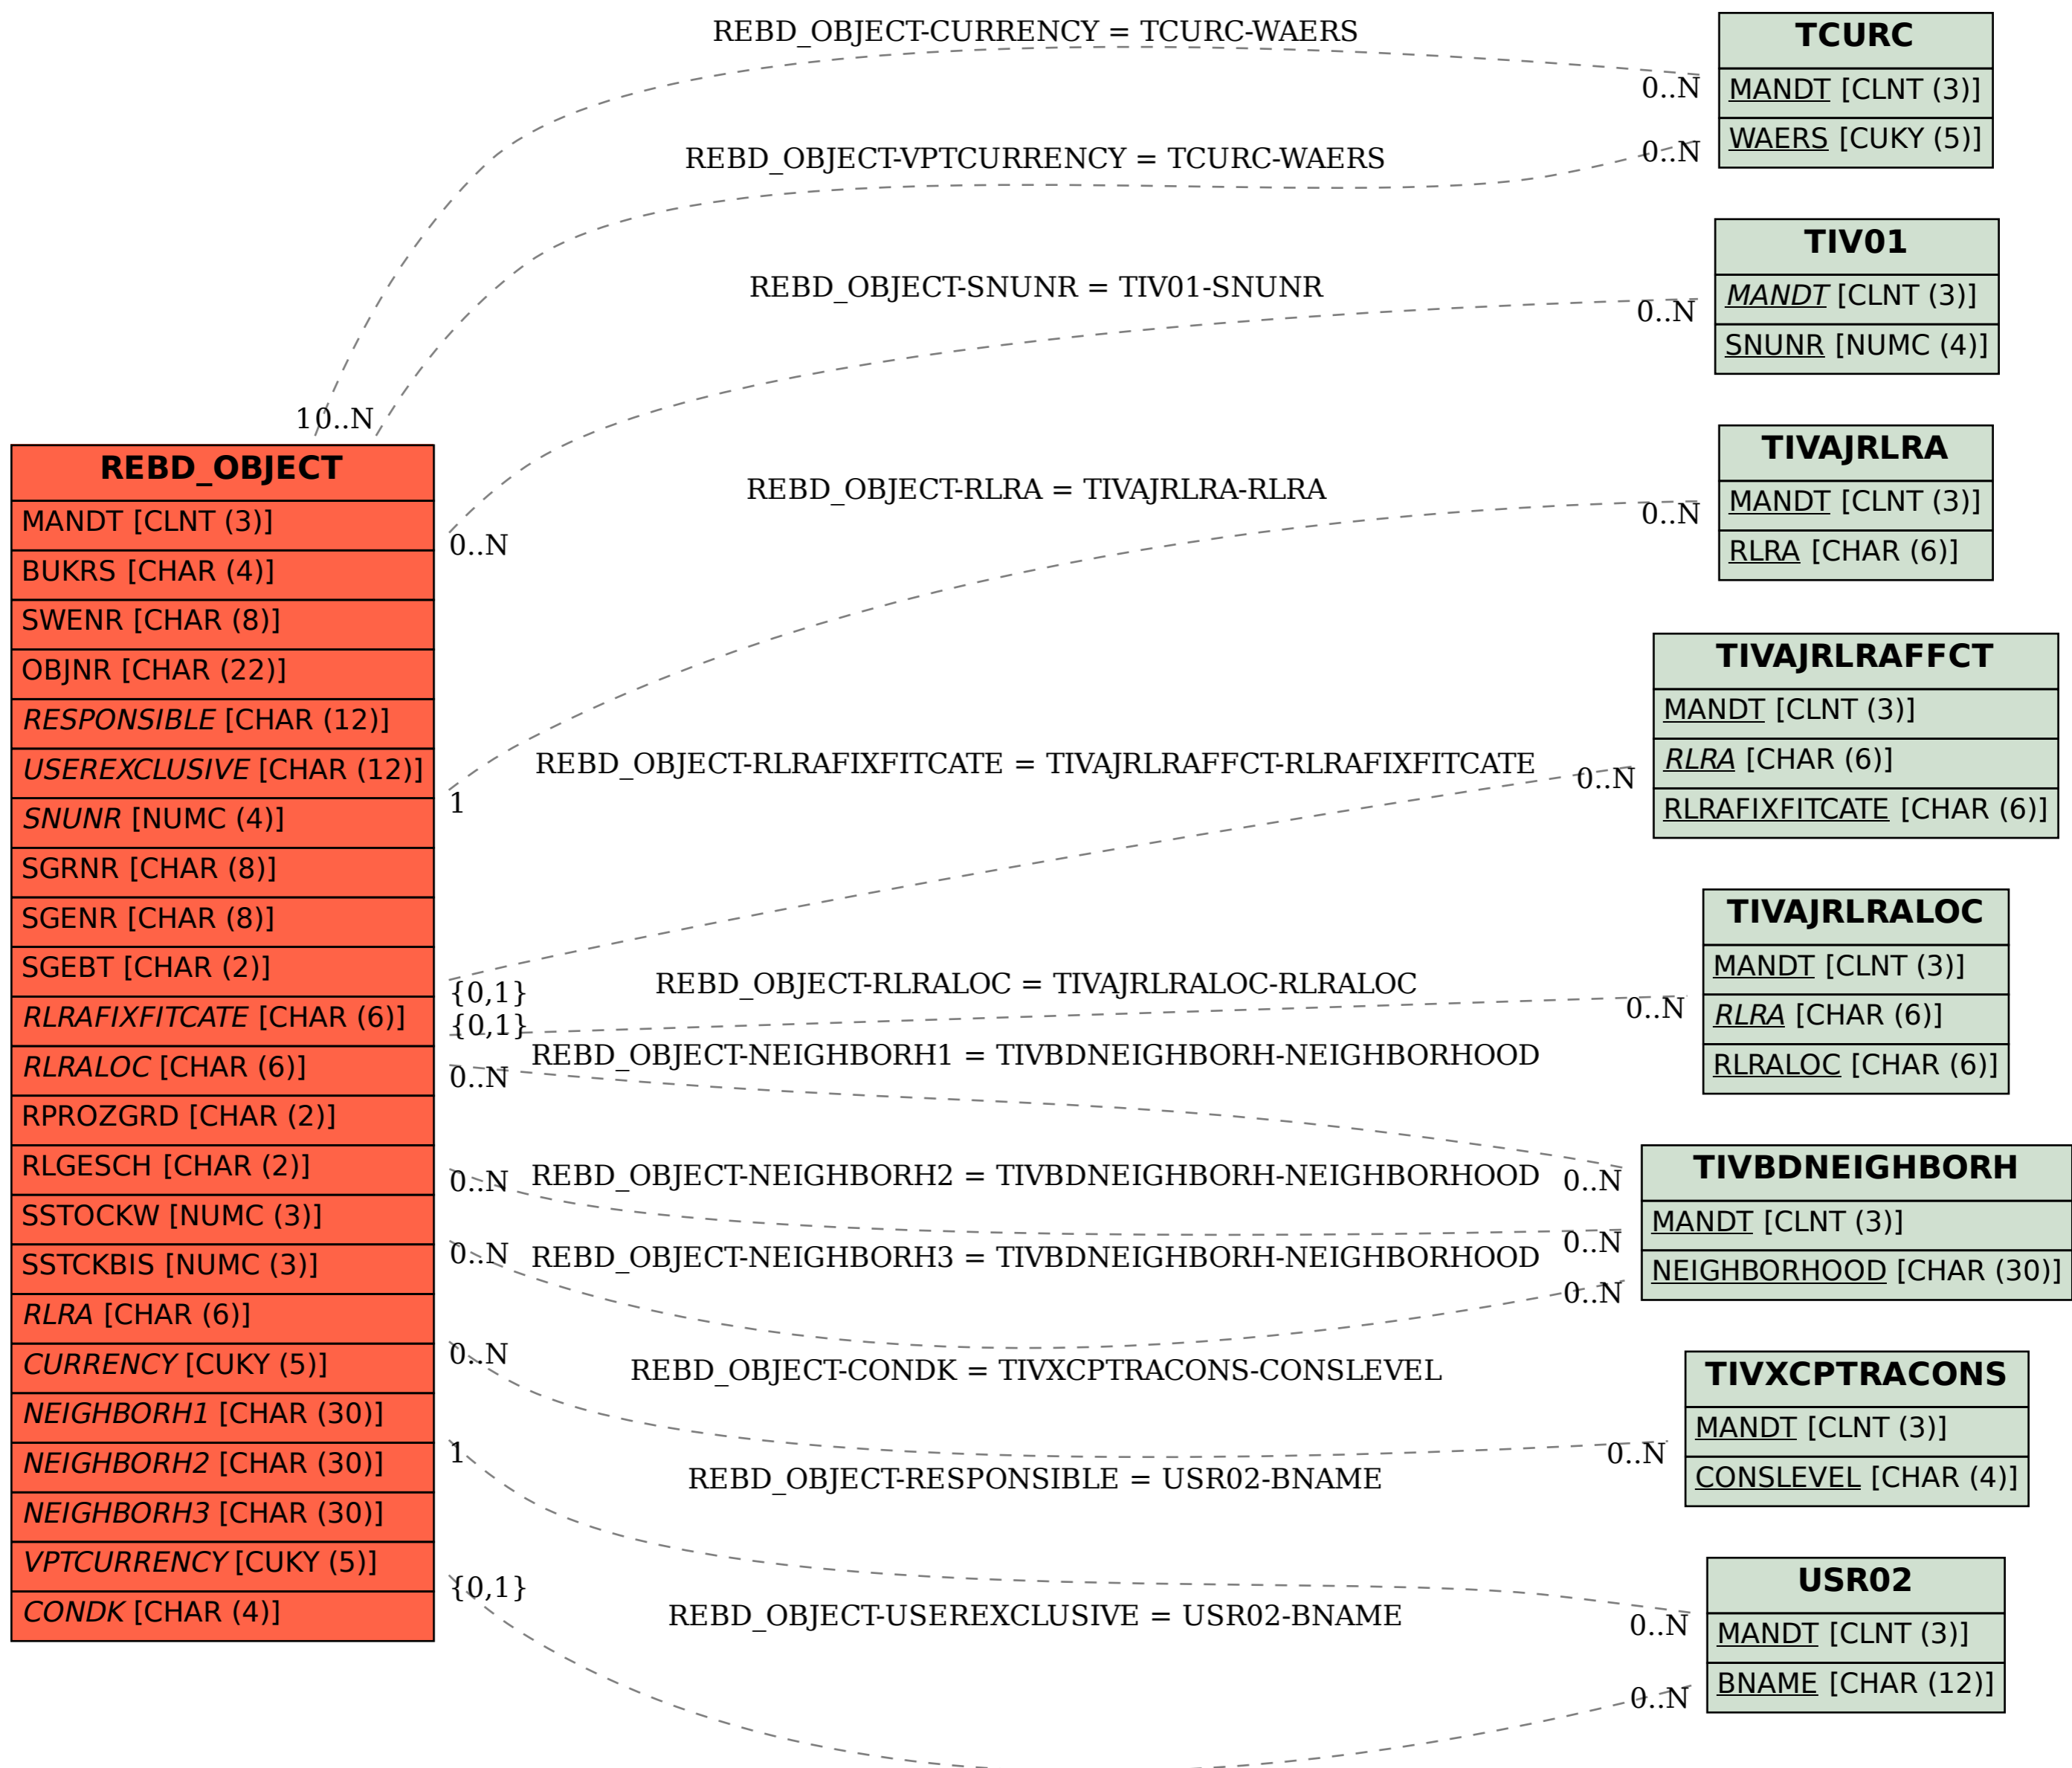 REBD_OBJECT-CURRENCY = TCURC-WAERS
0..N
REBD_OBJECT-VPTCURRENCY = TCURC-WAERS
0..N
TCURC
MANDT [CLNT (3)]
WAERS [CUKY (5)]
REBD_OBJECT-SNUNR = TIV01-SNUNR
0..N
TIV01
MANDT [CLNT (3)]
SNUNR [NUMC (4)]
1
0..N
REBD_OBJECT
MANDT [CLNT (3)]
BUKRS [CHAR (4)]
SWENR [CHAR (8)]
OBJNR [CHAR (22)]
RESPONSIBLE [CHAR (12)]
USEREXCLUSIVE [CHAR (12)]
SNUNR [NUMC (4)]
SGRNR [CHAR (8)]
SGENR [CHAR (8)]
SGEBT [CHAR (2)]
RLRAFIXFITCATE [CHAR (6)]
RLRALOC [CHAR (6)]
RPROZGRD [CHAR (2)]
RLGESCH [CHAR (2)]
SSTOCKW [NUMC (3)]
SSTCKBIS [NUMC (3)]
RLRA [CHAR (6)]
CURRENCY [CUKY (5)]
NEIGHBORH1 [CHAR (30)]
NEIGHBORH2 [CHAR (30)]
NEIGHBORH3 [CHAR (30)]
VPTCURRENCY [CUKY (5)]
CONDK [CHAR (4)]
0..N
REBD_OBJECT-RLRA = TIVAJRLRA-RLRA
0..N
TIVAJRLRA
MANDT [CLNT (3)]
RLRA [CHAR (6)]
1
REBD_OBJECT-RLRAFIXFITCATE = TIVAJRLRAFFCT-RLRAFIXFITCATE
0..N
TIVAJRLRAFFCT
MANDT [CLNT (3)]
RLRA [CHAR (6)]
RLRAFIXFITCATE [CHAR (6)]
{0,1}
REBD_OBJECT-RLRALOC = TIVAJRLRALOC-RLRALOC
0..N
{0,1}
TIVAJRLRALOC
MANDT [CLNT (3)]
RLRA [CHAR (6)]
RLRALOC [CHAR (6)]
REBD_OBJECT-NEIGHBORH1 = TIVBDNEIGHBORH-NEIGHBORHOOD
0..N
0..N
REBD_OBJECT-NEIGHBORH2 = TIVBDNEIGHBORH-NEIGHBORHOOD
0..N
0..N
REBD_OBJECT-NEIGHBORH3 = TIVBDNEIGHBORH-NEIGHBORHOOD
0..N
0..N
TIVBDNEIGHBORH
MANDT [CLNT (3)]
NEIGHBORHOOD [CHAR (30)]
0..N
REBD_OBJECT-CONDK = TIVXCPTRACONS-CONSLEVEL
0..N
TIVXCPTRACONS
MANDT [CLNT (3)]
CONSLEVEL [CHAR (4)]
1
REBD_OBJECT-RESPONSIBLE = USR02-BNAME
0..N
{0,1}
REBD_OBJECT-USEREXCLUSIVE = USR02-BNAME
0..N
USR02
MANDT [CLNT (3)]
BNAME [CHAR (12)]